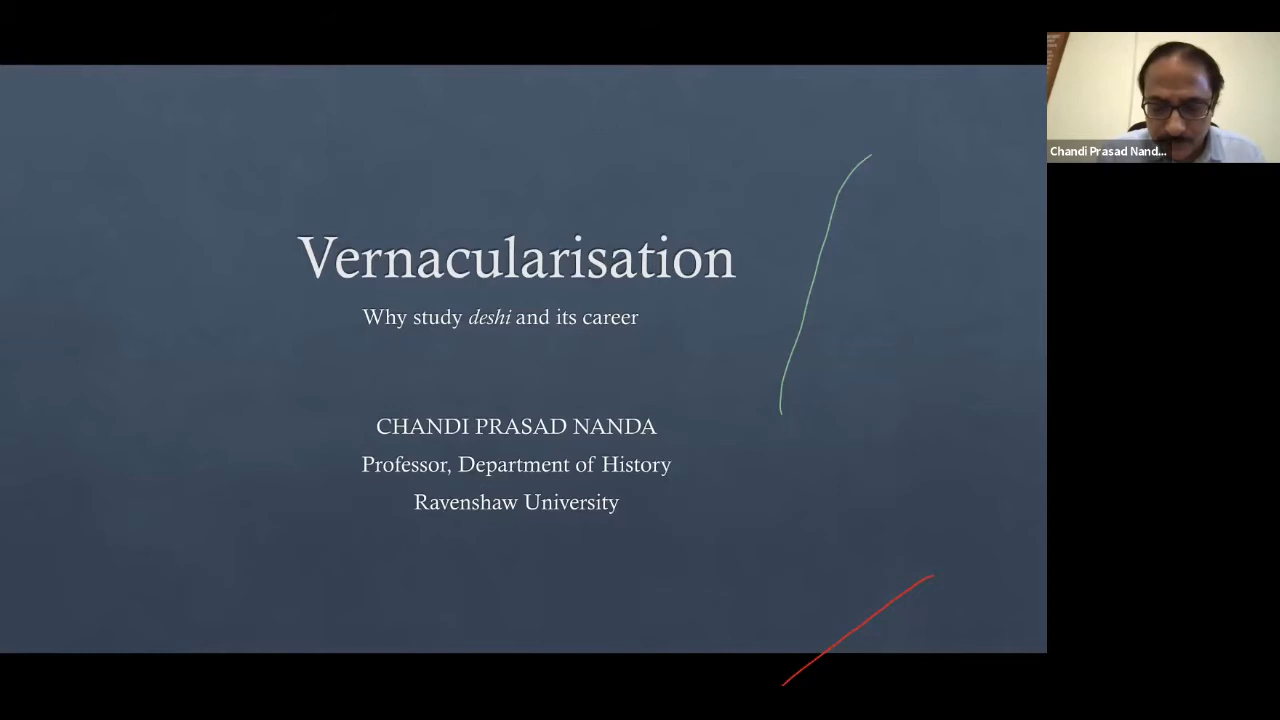 Vernacularisation
Why study deshi and its career
CHANDI PRASAD NANDA
Professor, Department of History
Ravenshaw University
Chandi Prasad Nand...